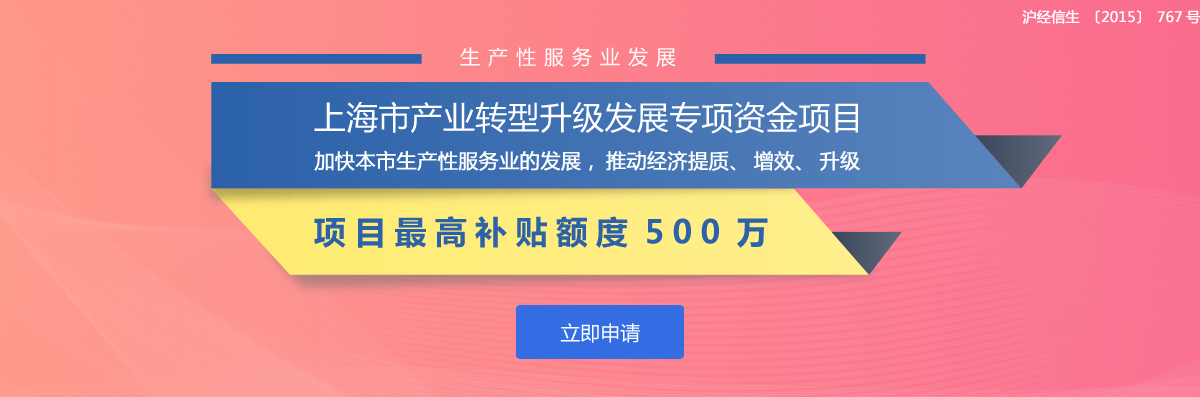 沪经信生 〔2015〕 767 号
生产性服务业发展
上海市产业转型升级发展专项资金项目
加快本市生产性服务业的发展，推动经济提质、增效、升级
项目最高补贴额度 500 万
立即申请